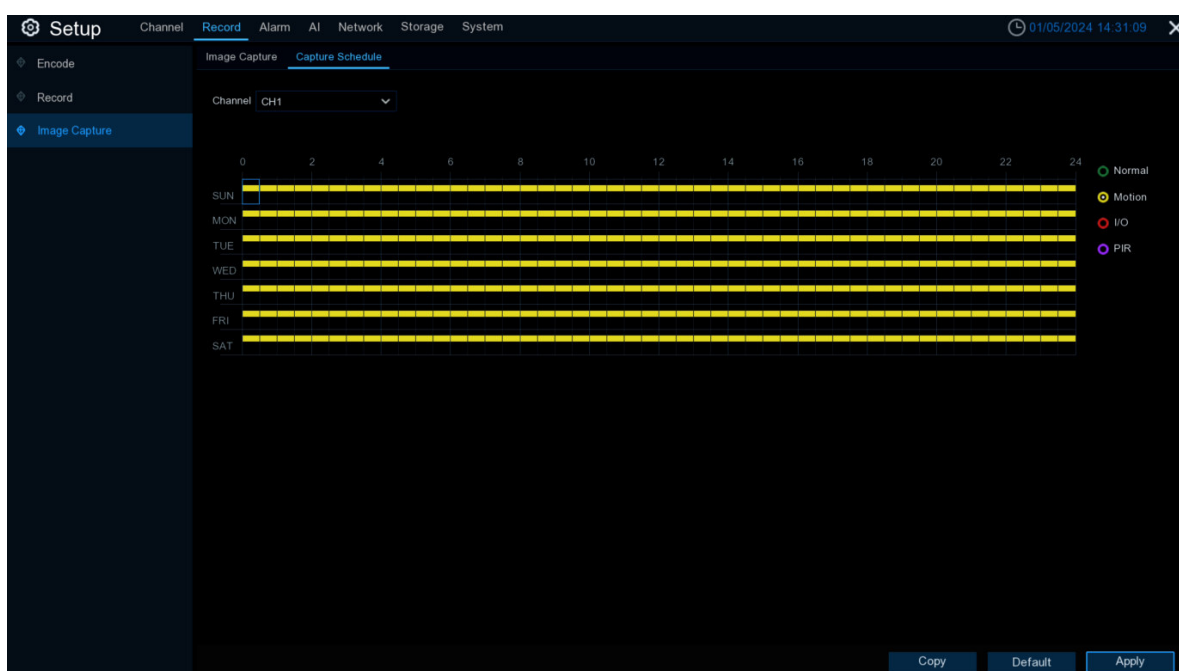 Setup Channel Record Alarm AI Network Storage System 01/05/2024 14:31:09
Encode
Record
Image Capture
Image Capture Capture Schedule
Channel CH1
0 2 4 6 8 10 12 14 16 18 20 22 24
SUN
MON
TUE
WED
THU
FRI
SAT
Normal
Motion
I/O
PIR
Copy Default Apply